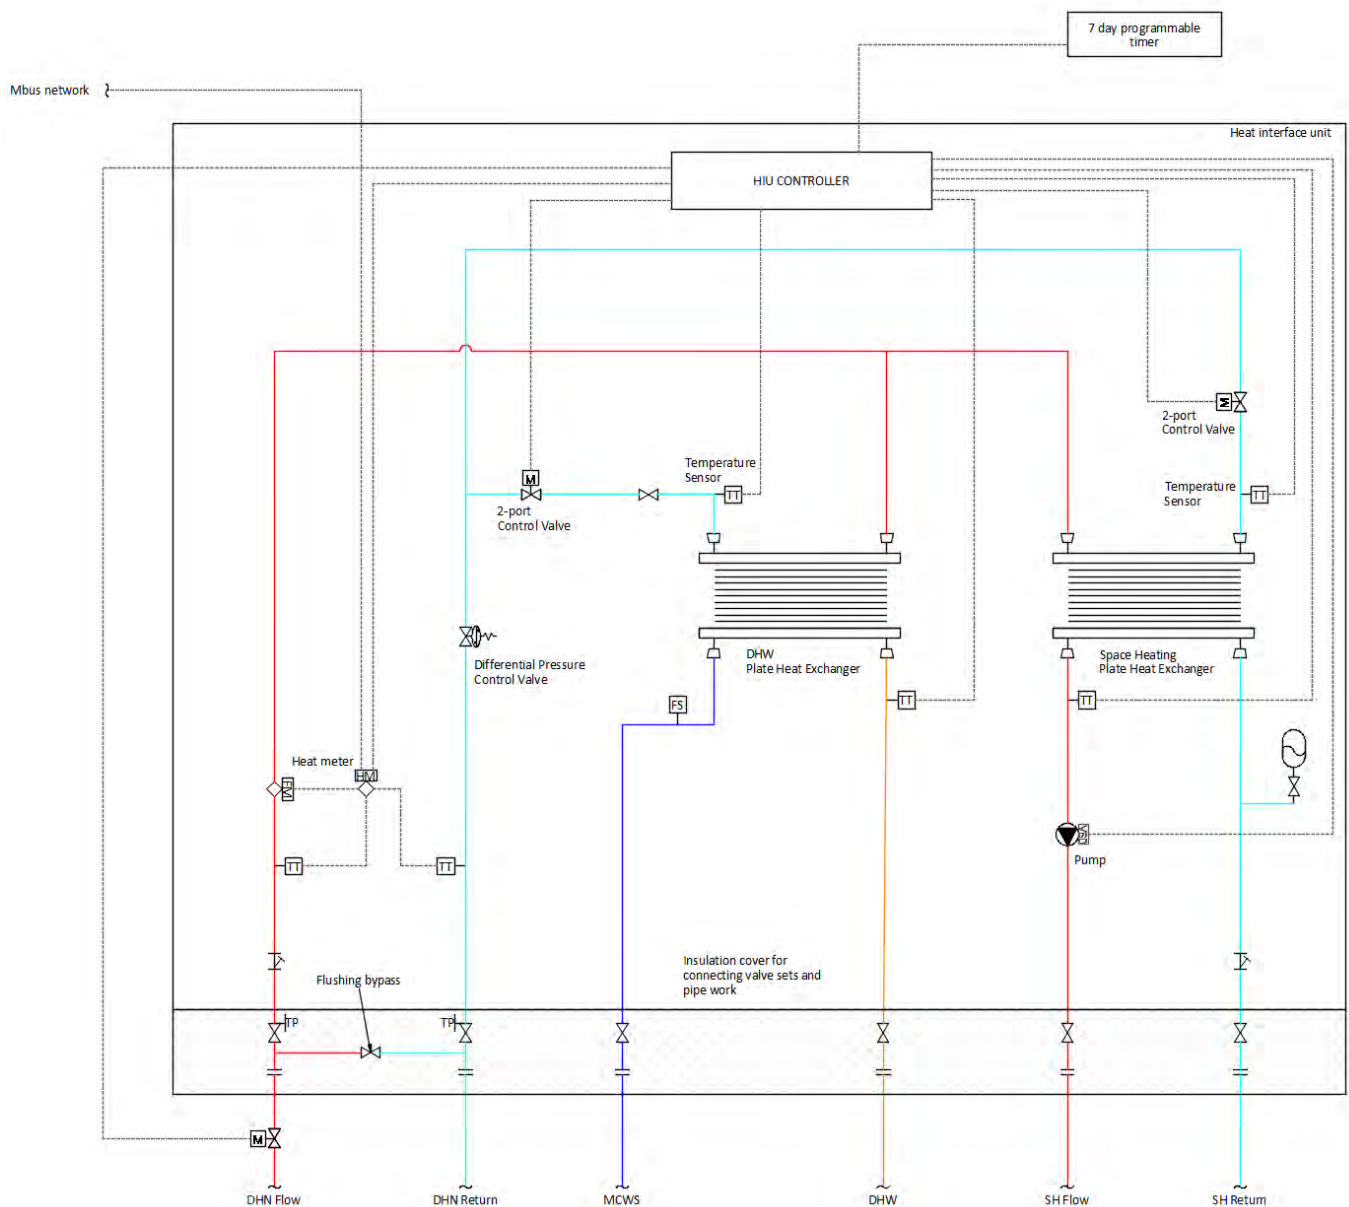 7 day programmable
timer
Mbus network
Heat interface unit
HIU CONTROLLER
M
2-port
Control Valve
Temperature
Sensor
M
TT
2-port
Control Valve
Temperature
Sensor
TT
Differential Pressure
Control Valve
DHW
Plate Heat Exchanger
Space Heating
Plate Heat Exchanger
FS
TT
TT
Heat meter
HM
FM
VSD
Pump
TT
TT
Insulation cover for
connecting valve sets and
pipe work
Flushing bypass
TP
TP
M
DHN Flow
DHN Return
MCWS
DHW
SH Flow
SH Return